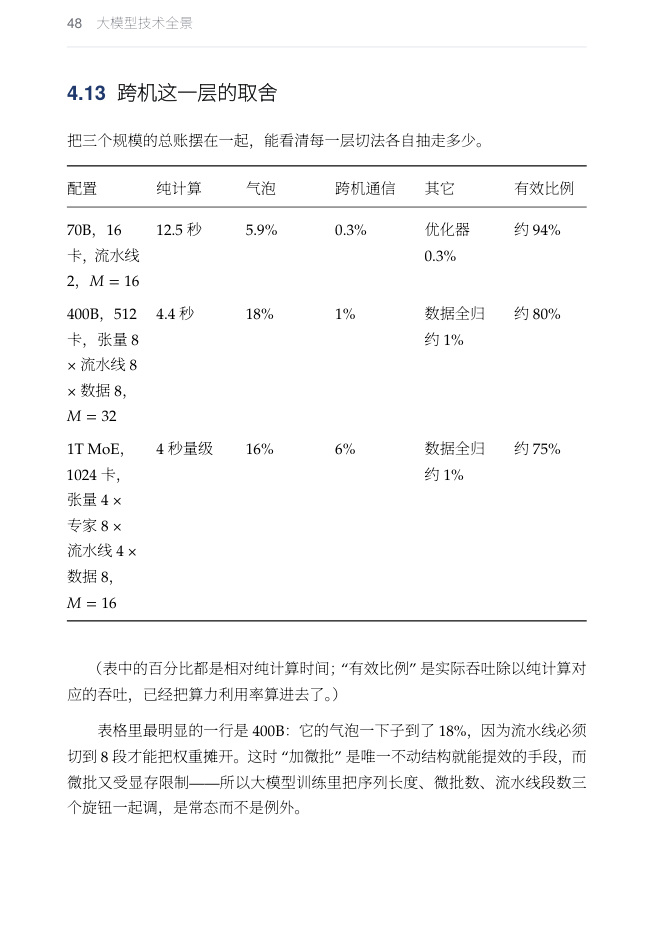 48 大模型技术全景
4.13 跨机这一层的取舍
把三个规模的总账摆在一起，能看清每一层切法各自抽走多少。
配置 纯计算 气泡 跨机通信 其它 有效比例
70B，16 12.5 秒 5.9% 0.3% 优化器 约 94%
卡，流水线 0.3%
2，M = 16
400B，512 4.4 秒 18% 1% 数据全归 约 80%
卡，张量 8 约 1%
× 流水线 8
× 数据 8，
M = 32
1T MoE， 4 秒量级 16% 6% 数据全归 约 75%
1024 卡， 约 1%
张量 4 ×
专家 8 ×
流水线 4 ×
数据 8，
M = 16
（表中的百分比都是相对纯计算时间；“有效比例” 是实际吞吐除以纯计算对
应的吞吐，已经把算力利用率算进去了。）
表格里最明显的一行是 400B：它的气泡一下子到了 18%，因为流水线必须
切到 8 段才能把权重摊开。这时 “加微批” 是唯一不动结构就能提效的手段，而
微批又受显存限制——所以大模型训练里把序列长度、微批数、流水线段数三
个旋钮一起调，是常态而不是例外。